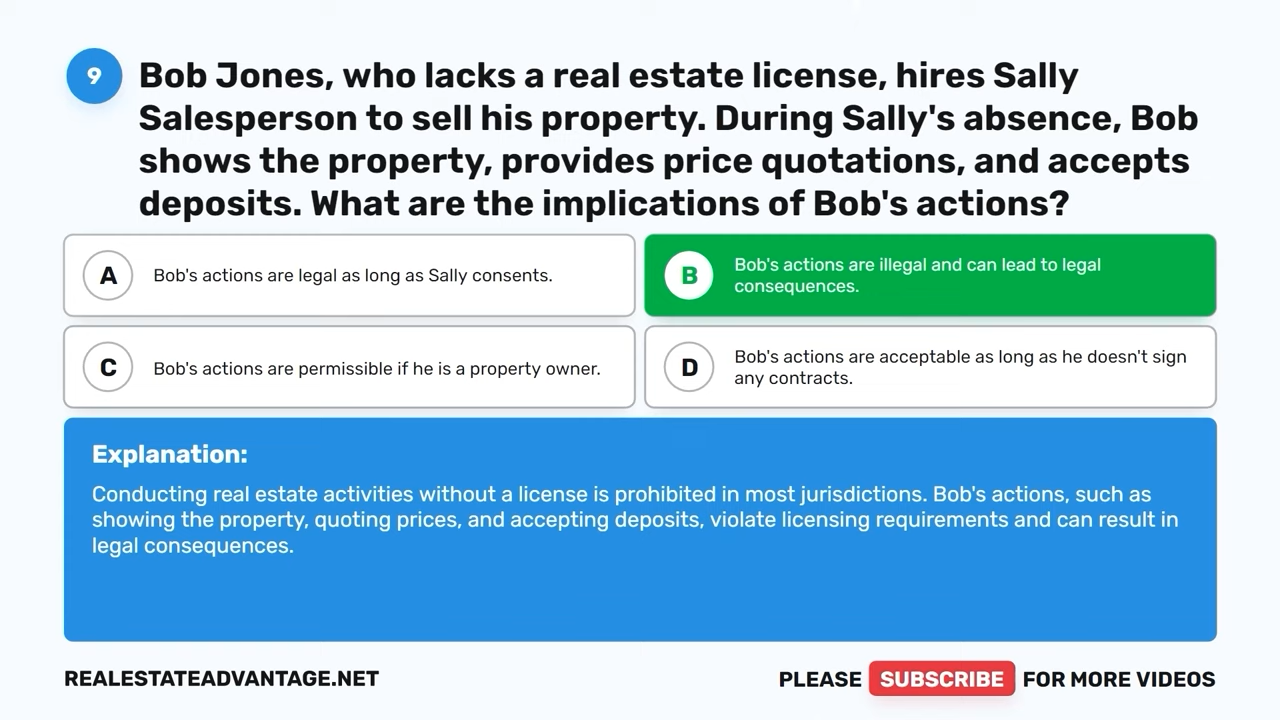 9
Bob Jones, who lacks a real estate license, hires Sally
Salesperson to sell his property. During Sally's absence, Bob
shows the property, provides price quotations, and accepts
deposits. What are the implications of Bob's actions?
A
Bob's actions are legal as long as Sally consents.
B
Bob's actions are illegal and can lead to legal
consequences.
C
Bob's actions are permissible if he is a property owner.
D
Bob's actions are acceptable as long as he doesn't sign
any contracts.
Explanation:
Conducting real estate activities without a license is prohibited in most jurisdictions. Bob's actions, such as
showing the property, quoting prices, and accepting deposits, violate licensing requirements and can result in
legal consequences.
REALESTATEADVANTAGE.NET
PLEASE SUBSCRIBE FOR MORE VIDEOS